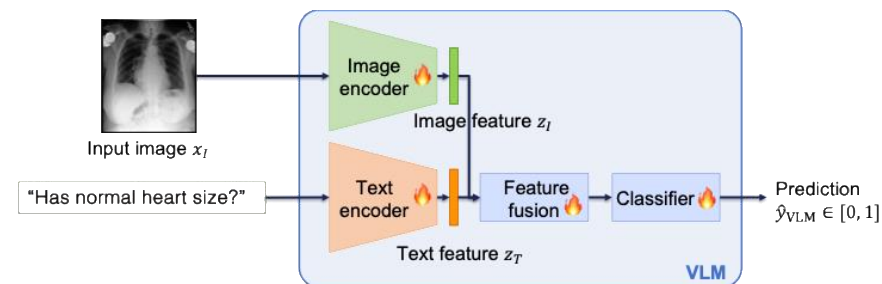 Input image x_I
"Has normal heart size?"
Image
encoder
Image feature z_I
Text
encoder
Text feature z_T
Feature
fusion
Classifier
Prediction
ŷ_VLM ∈ [0, 1]
VLM